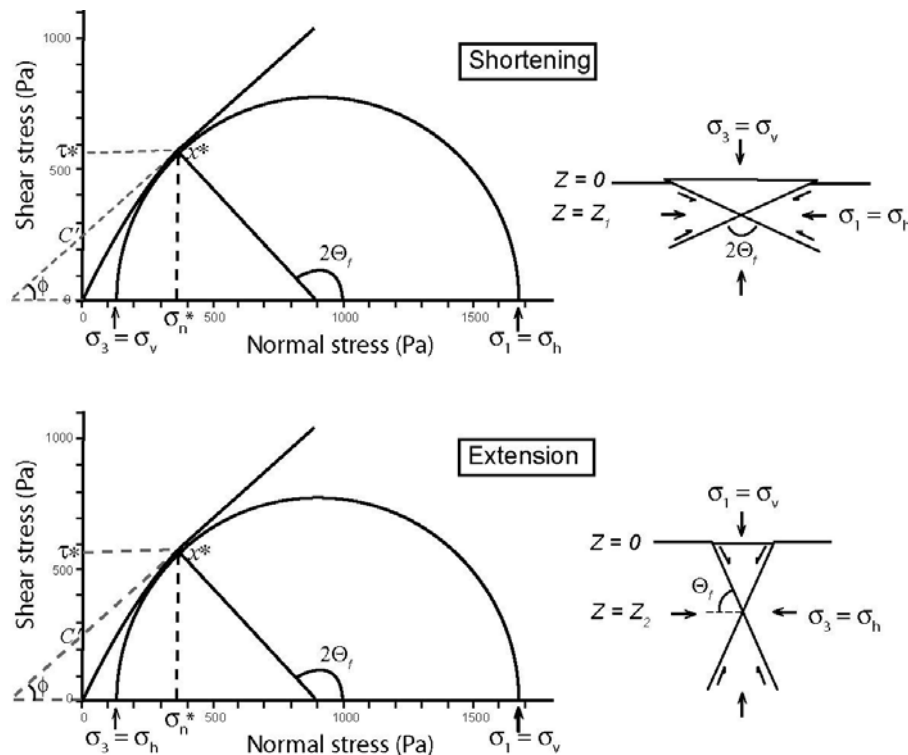 Shortening
Shear stress (Pa)
1000
500
0
τ*
x*
C'
ϕ
2Θf
0
500
1000
1500
σn*
σ3 = σv
Normal stress (Pa)
σ1 = σh
σ3 = σv
Z = 0
Z = Z1
σ1 = σh
2Θf
Extension
Shear stress (Pa)
1000
500
0
τ*
x*
C'
ϕ
2Θf
0
500
1000
1500
σn*
σ3 = σh
Normal stress (Pa)
σ1 = σv
σ1 = σv
Z = 0
Θf
Z = Z2
σ3 = σh